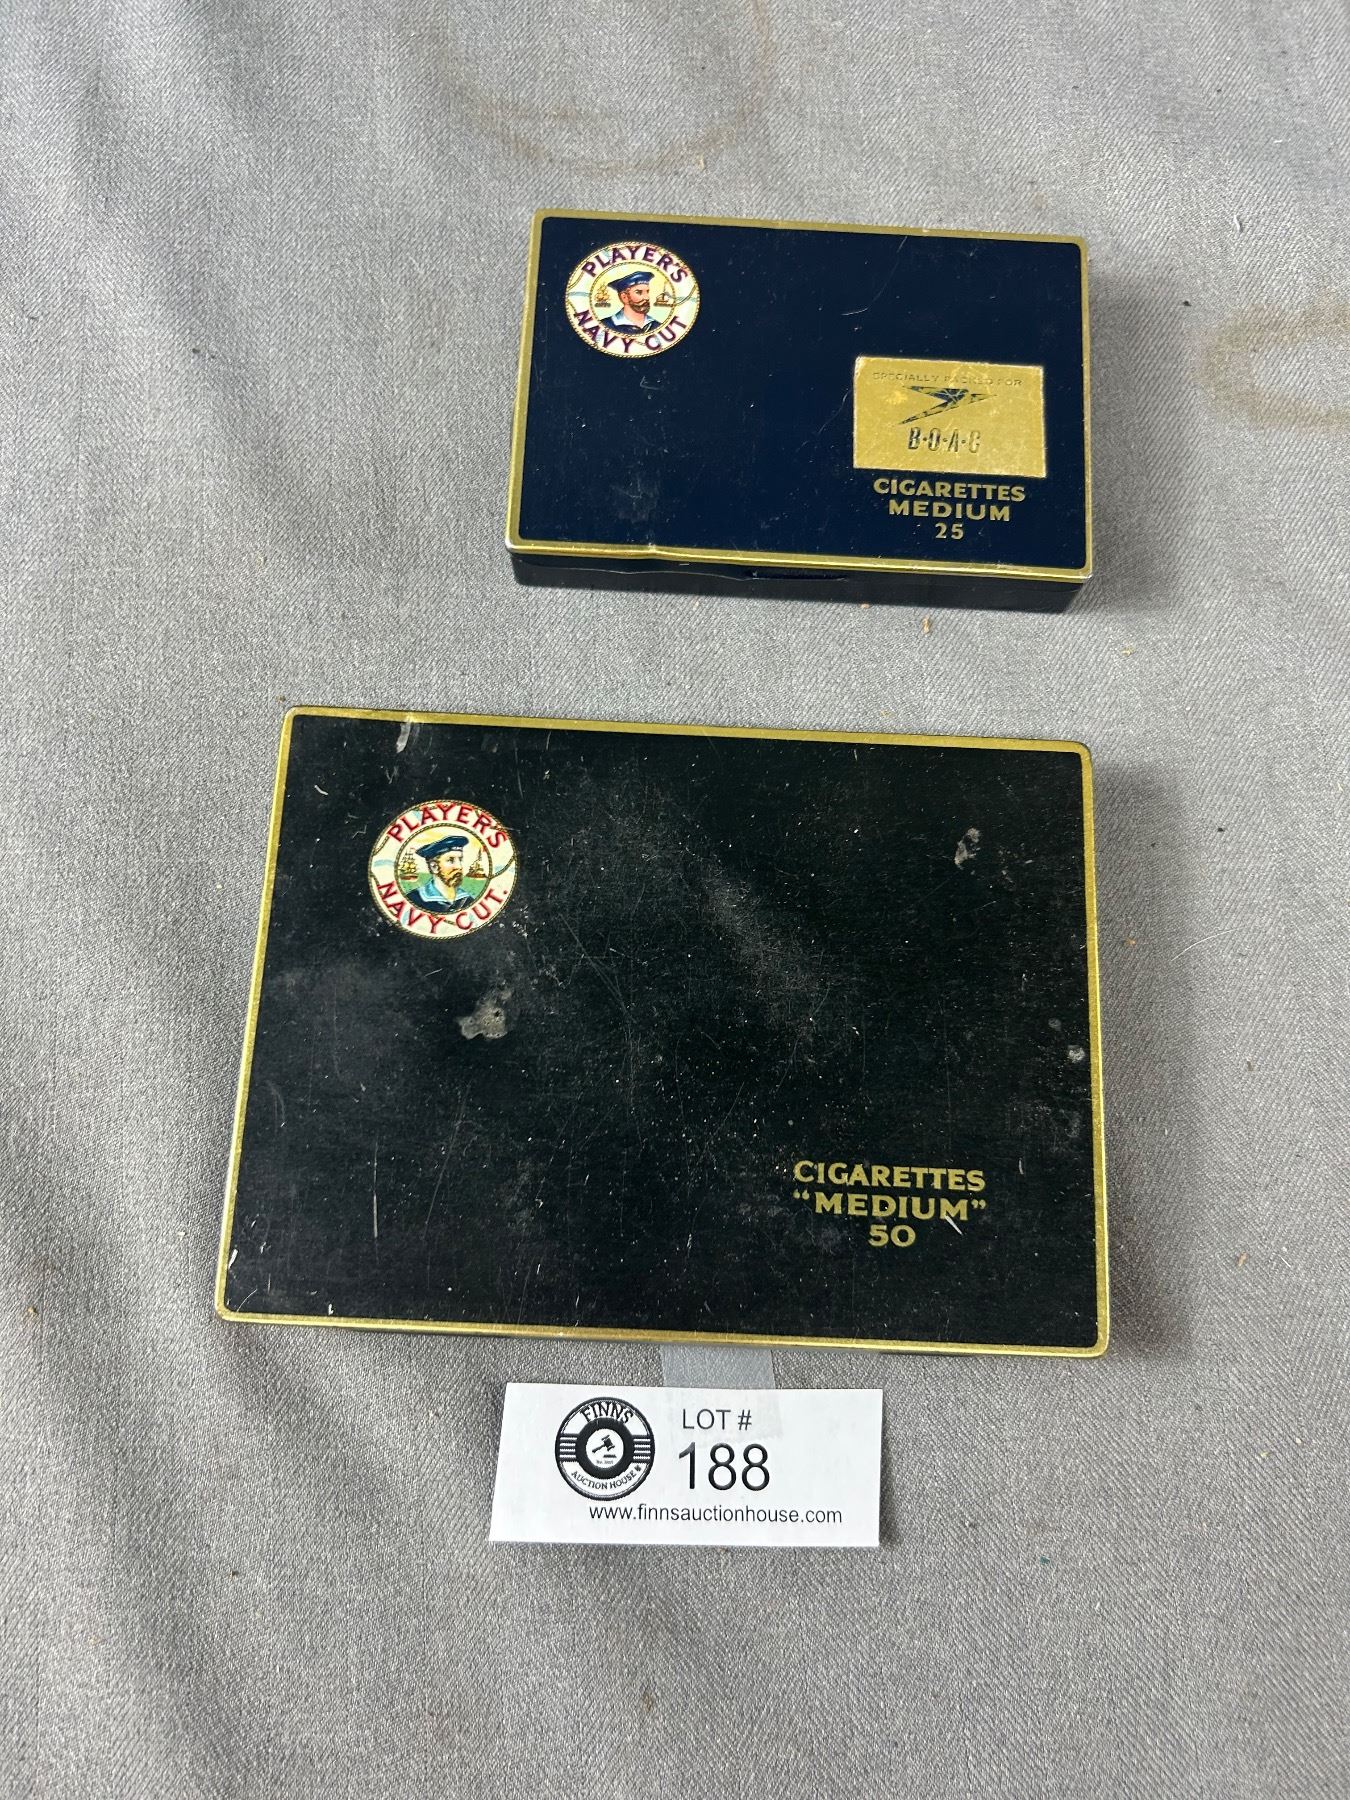 PLAYER'S
NAVY CUT
SPECIALLY PACKED FOR
B·O·A·C
CIGARETTES
MEDIUM
25
PLAYER'S
NAVY CUT.
CIGARETTES
"MEDIUM"
50
FINNS
AUCTION HOUSE
LOT #
188
www.finnsauctionhouse.com